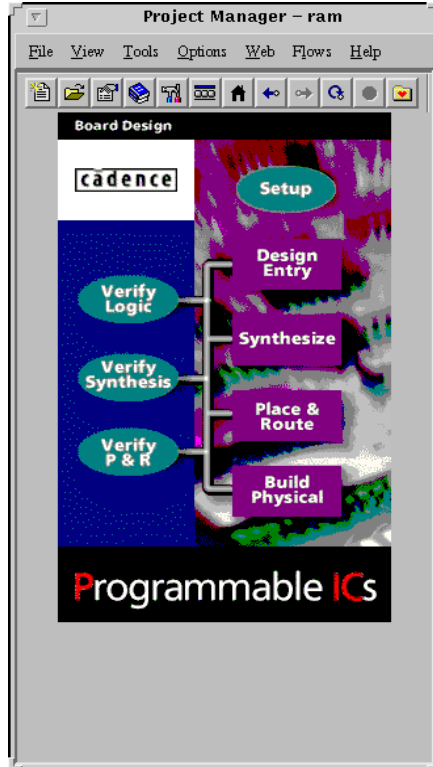 Project Manager – ram
File View Tools Options Web Flows Help
Board Design
cādence
Setup
Design
Entry
Verify
Logic
Synthesize
Verify
Synthesis
Place &
Route
Verify
P & R
Build
Physical
Programmable ICs